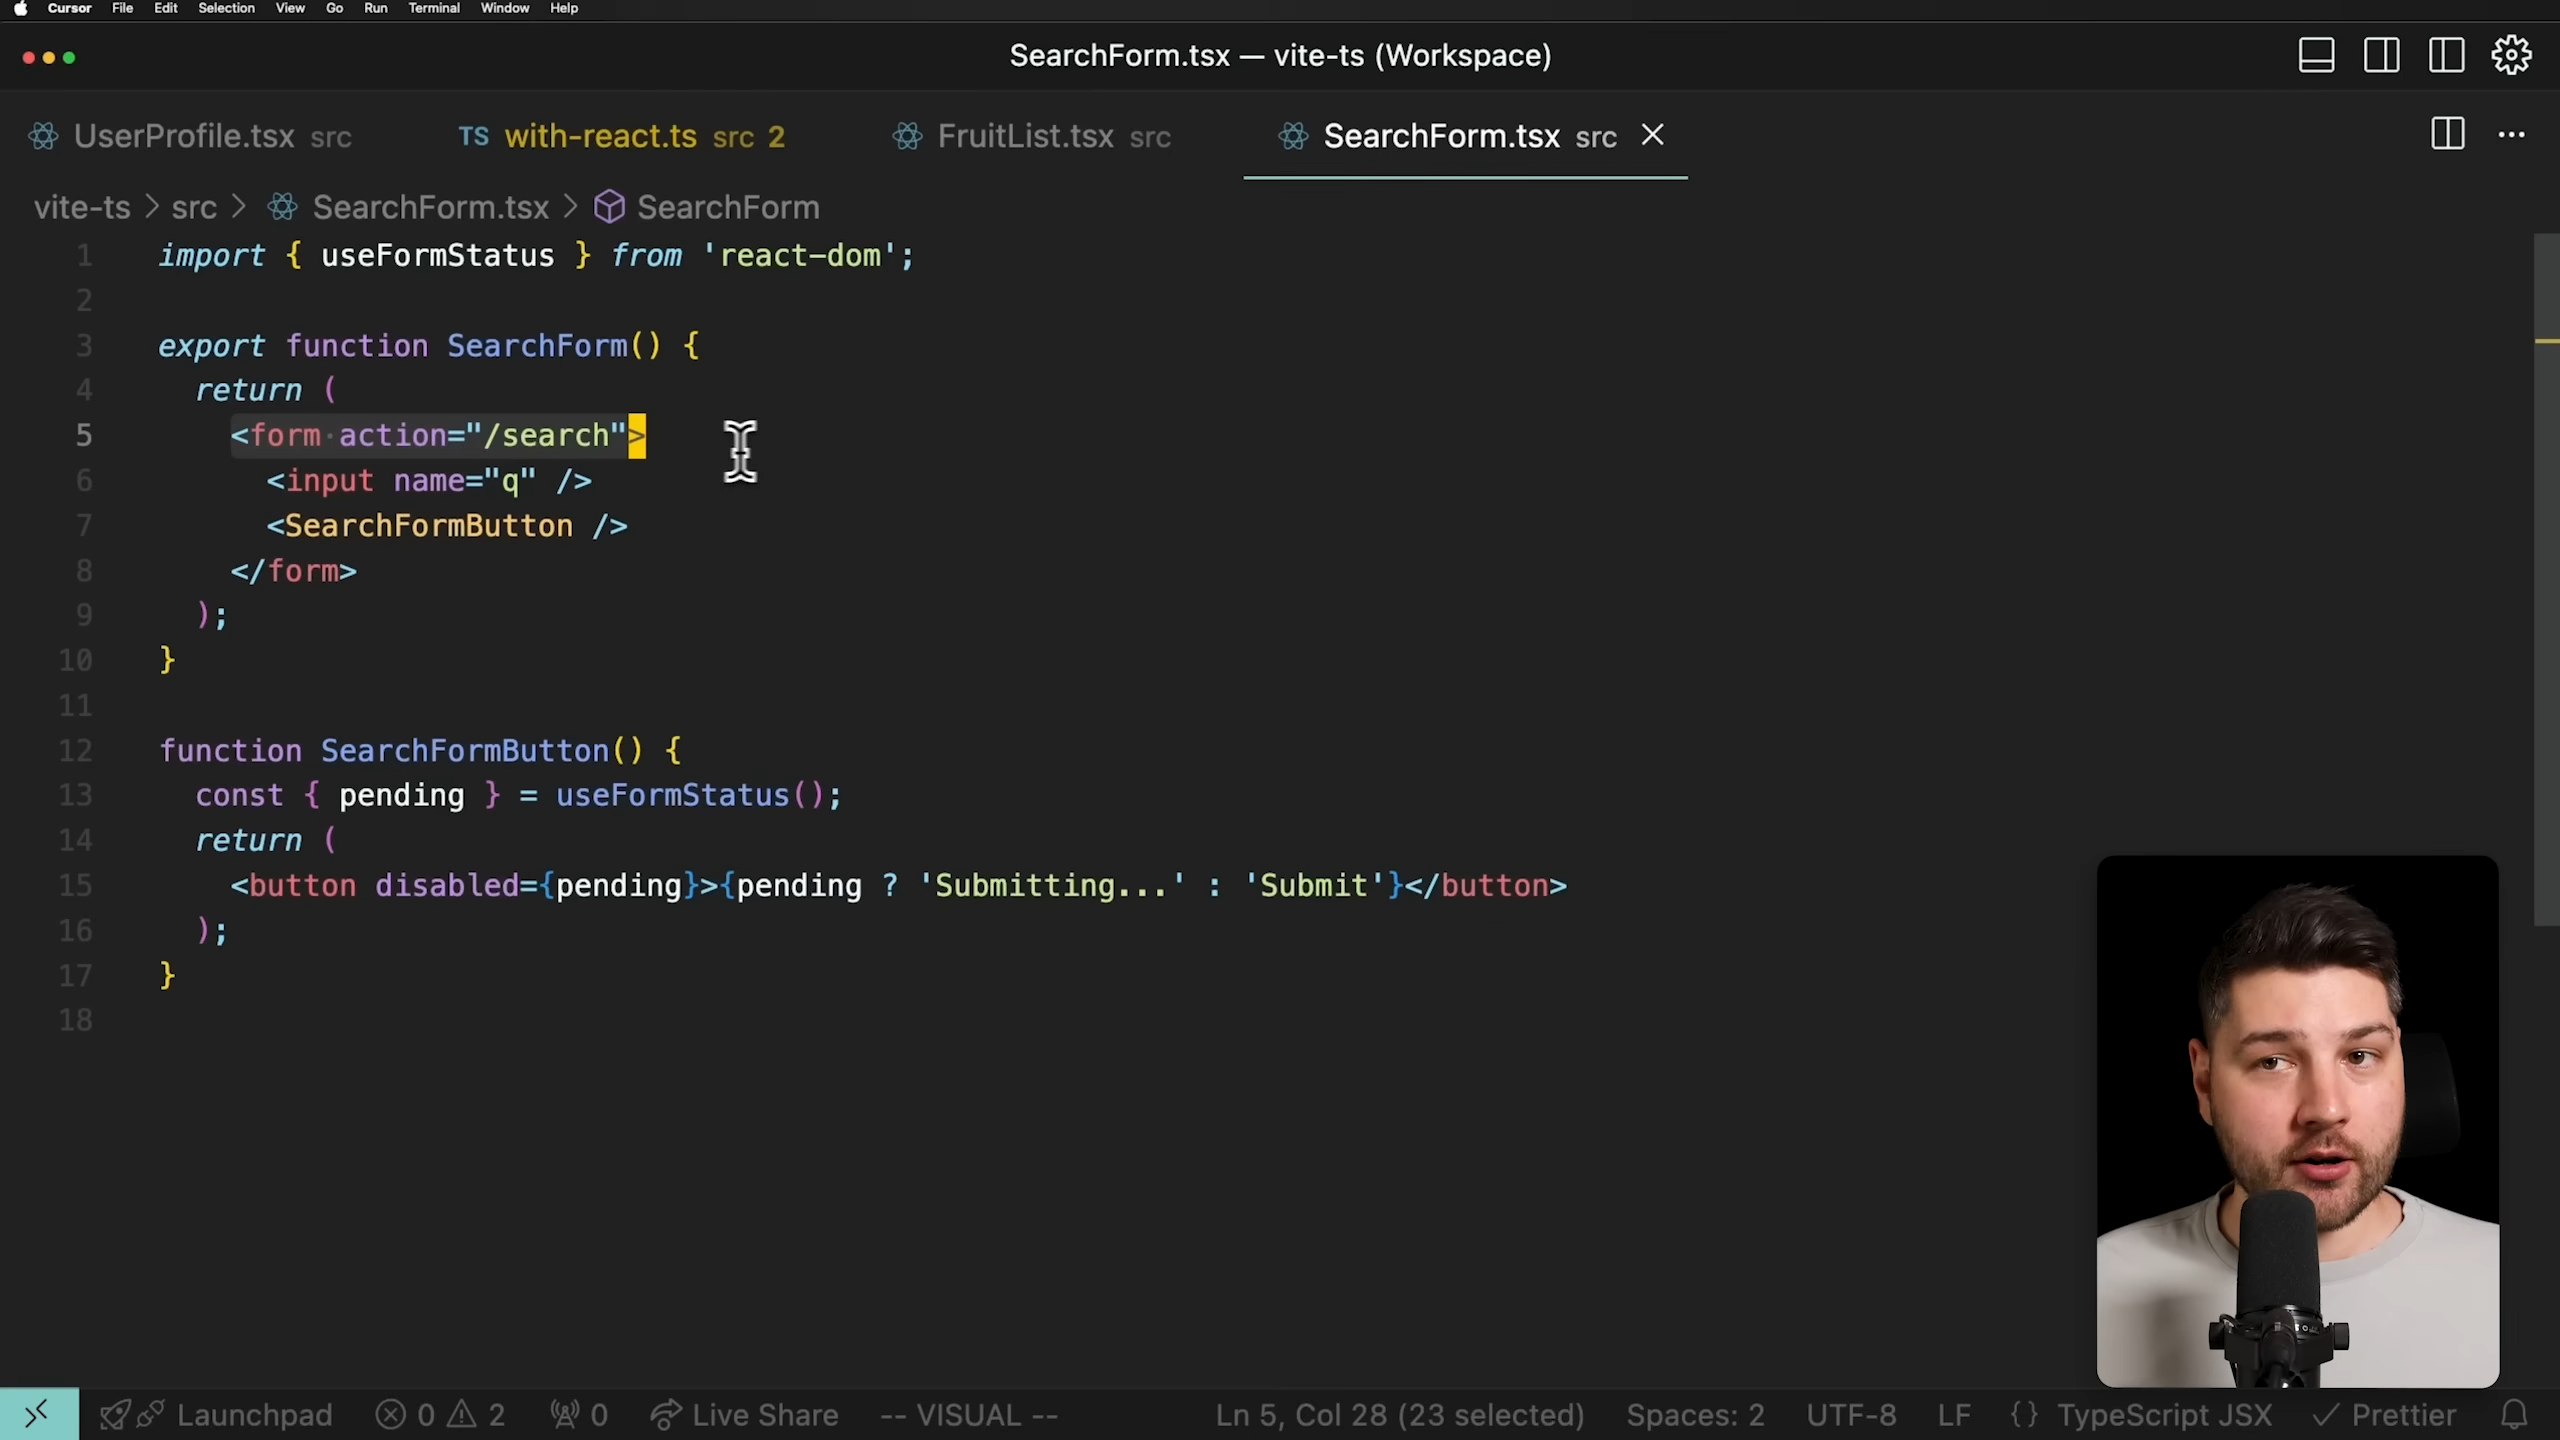 Cursor File Edit Selection View Go Run Terminal Window Help
SearchForm.tsx — vite-ts (Workspace)
UserProfile.tsx src TS with-react.ts src 2 FruitList.tsx src SearchForm.tsx src
vite-ts > src > SearchForm.tsx > SearchForm
1 import { useFormStatus } from 'react-dom';
2
3 export function SearchForm() {
4 return (
5 <form·action="/search">
6 <input name="q" />
7 <SearchFormButton />
8 </form>
9 );
10 }
11
12 function SearchFormButton() {
13 const { pending } = useFormStatus();
14 return (
15 <button disabled={pending}>{pending ? 'Submitting...' : 'Submit'}</button>
16 );
17 }
18
Launchpad 0 2 0 Live Share -- VISUAL -- Ln 5, Col 28 (23 selected) Spaces: 2 UTF-8 LF {} TypeScript JSX Prettier